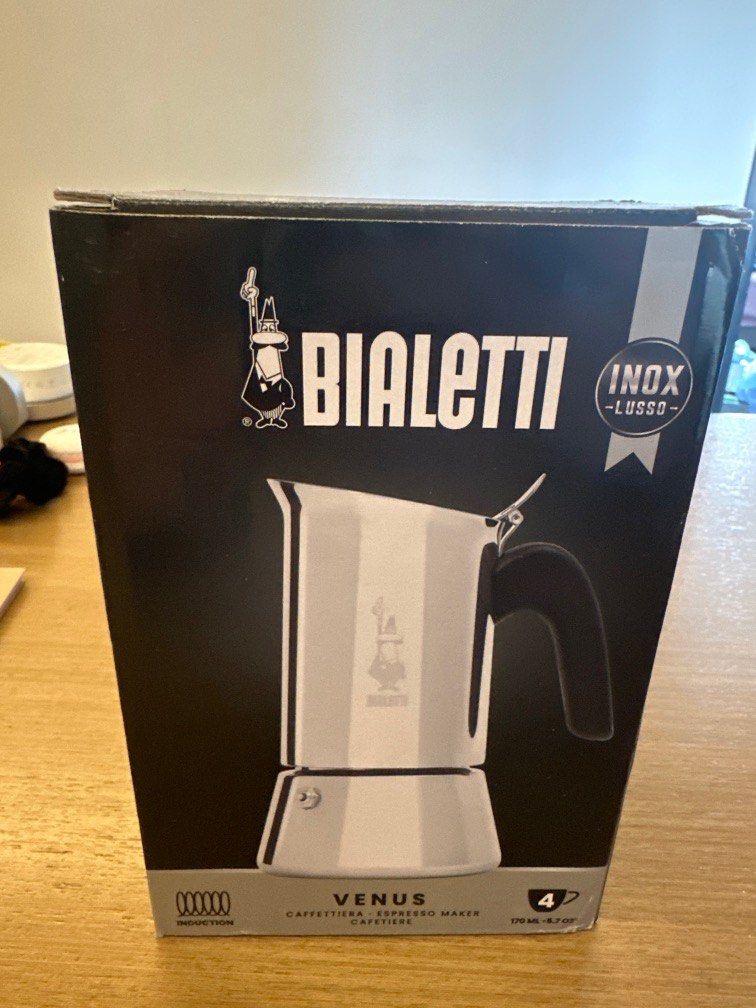 BIALETTI
®
INOX
-LUSSO-
BIALETTI
INDUCTION
VENUS
CAFFETTIERA - ESPRESSO MAKER
CAFETIERE
4
170 ML - 5.7 OZ